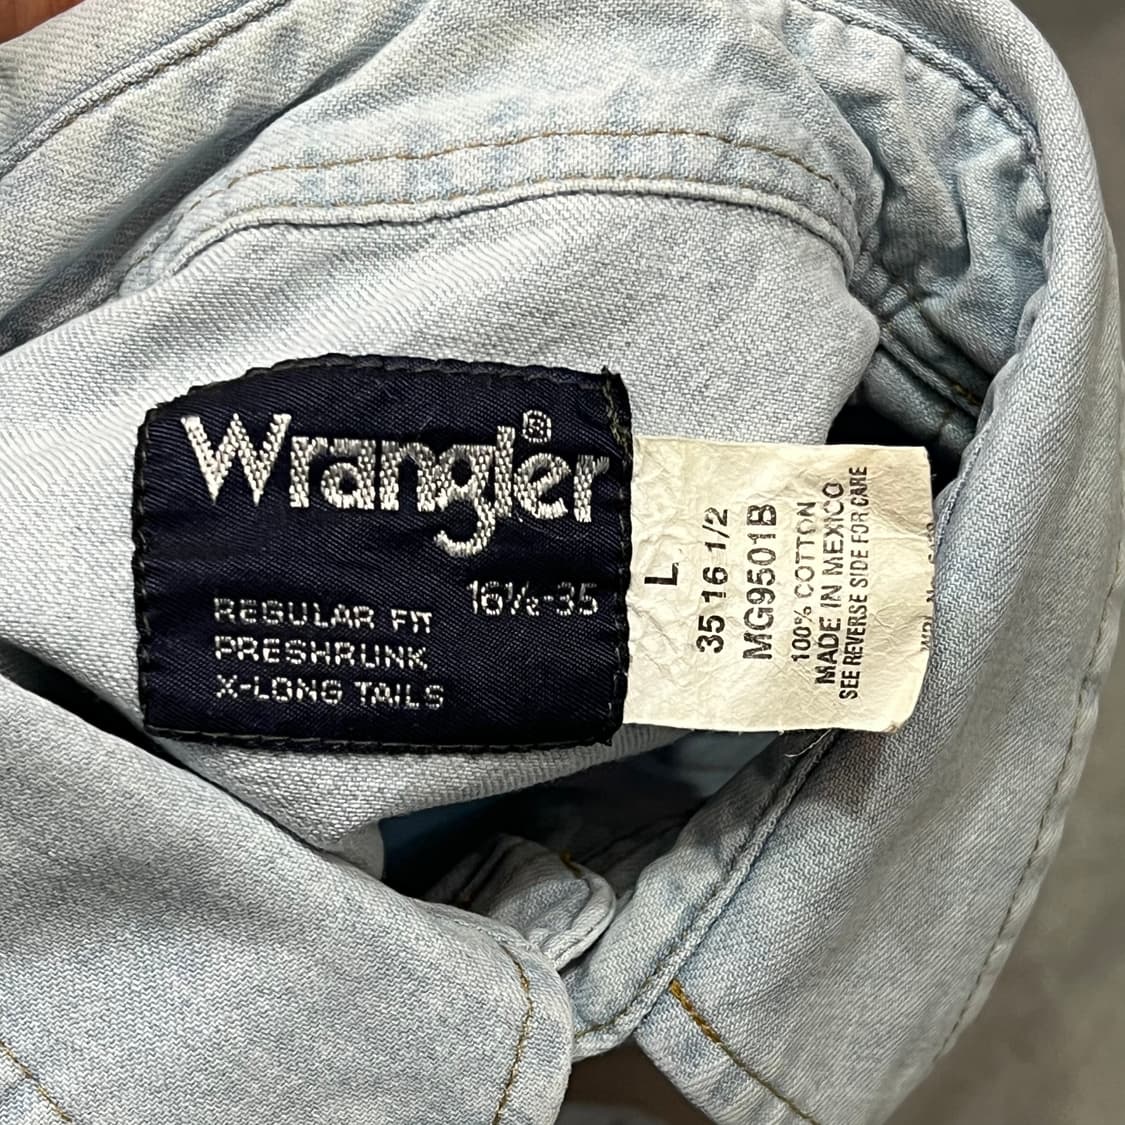 Wrangler®
16½-35
REGULAR FIT
PRESHRUNK
X-LONG TAILS
L
35 16 1/2
MG9501B
100% COTTON
MADE IN MEXICO
SEE REVERSE SIDE FOR CARE